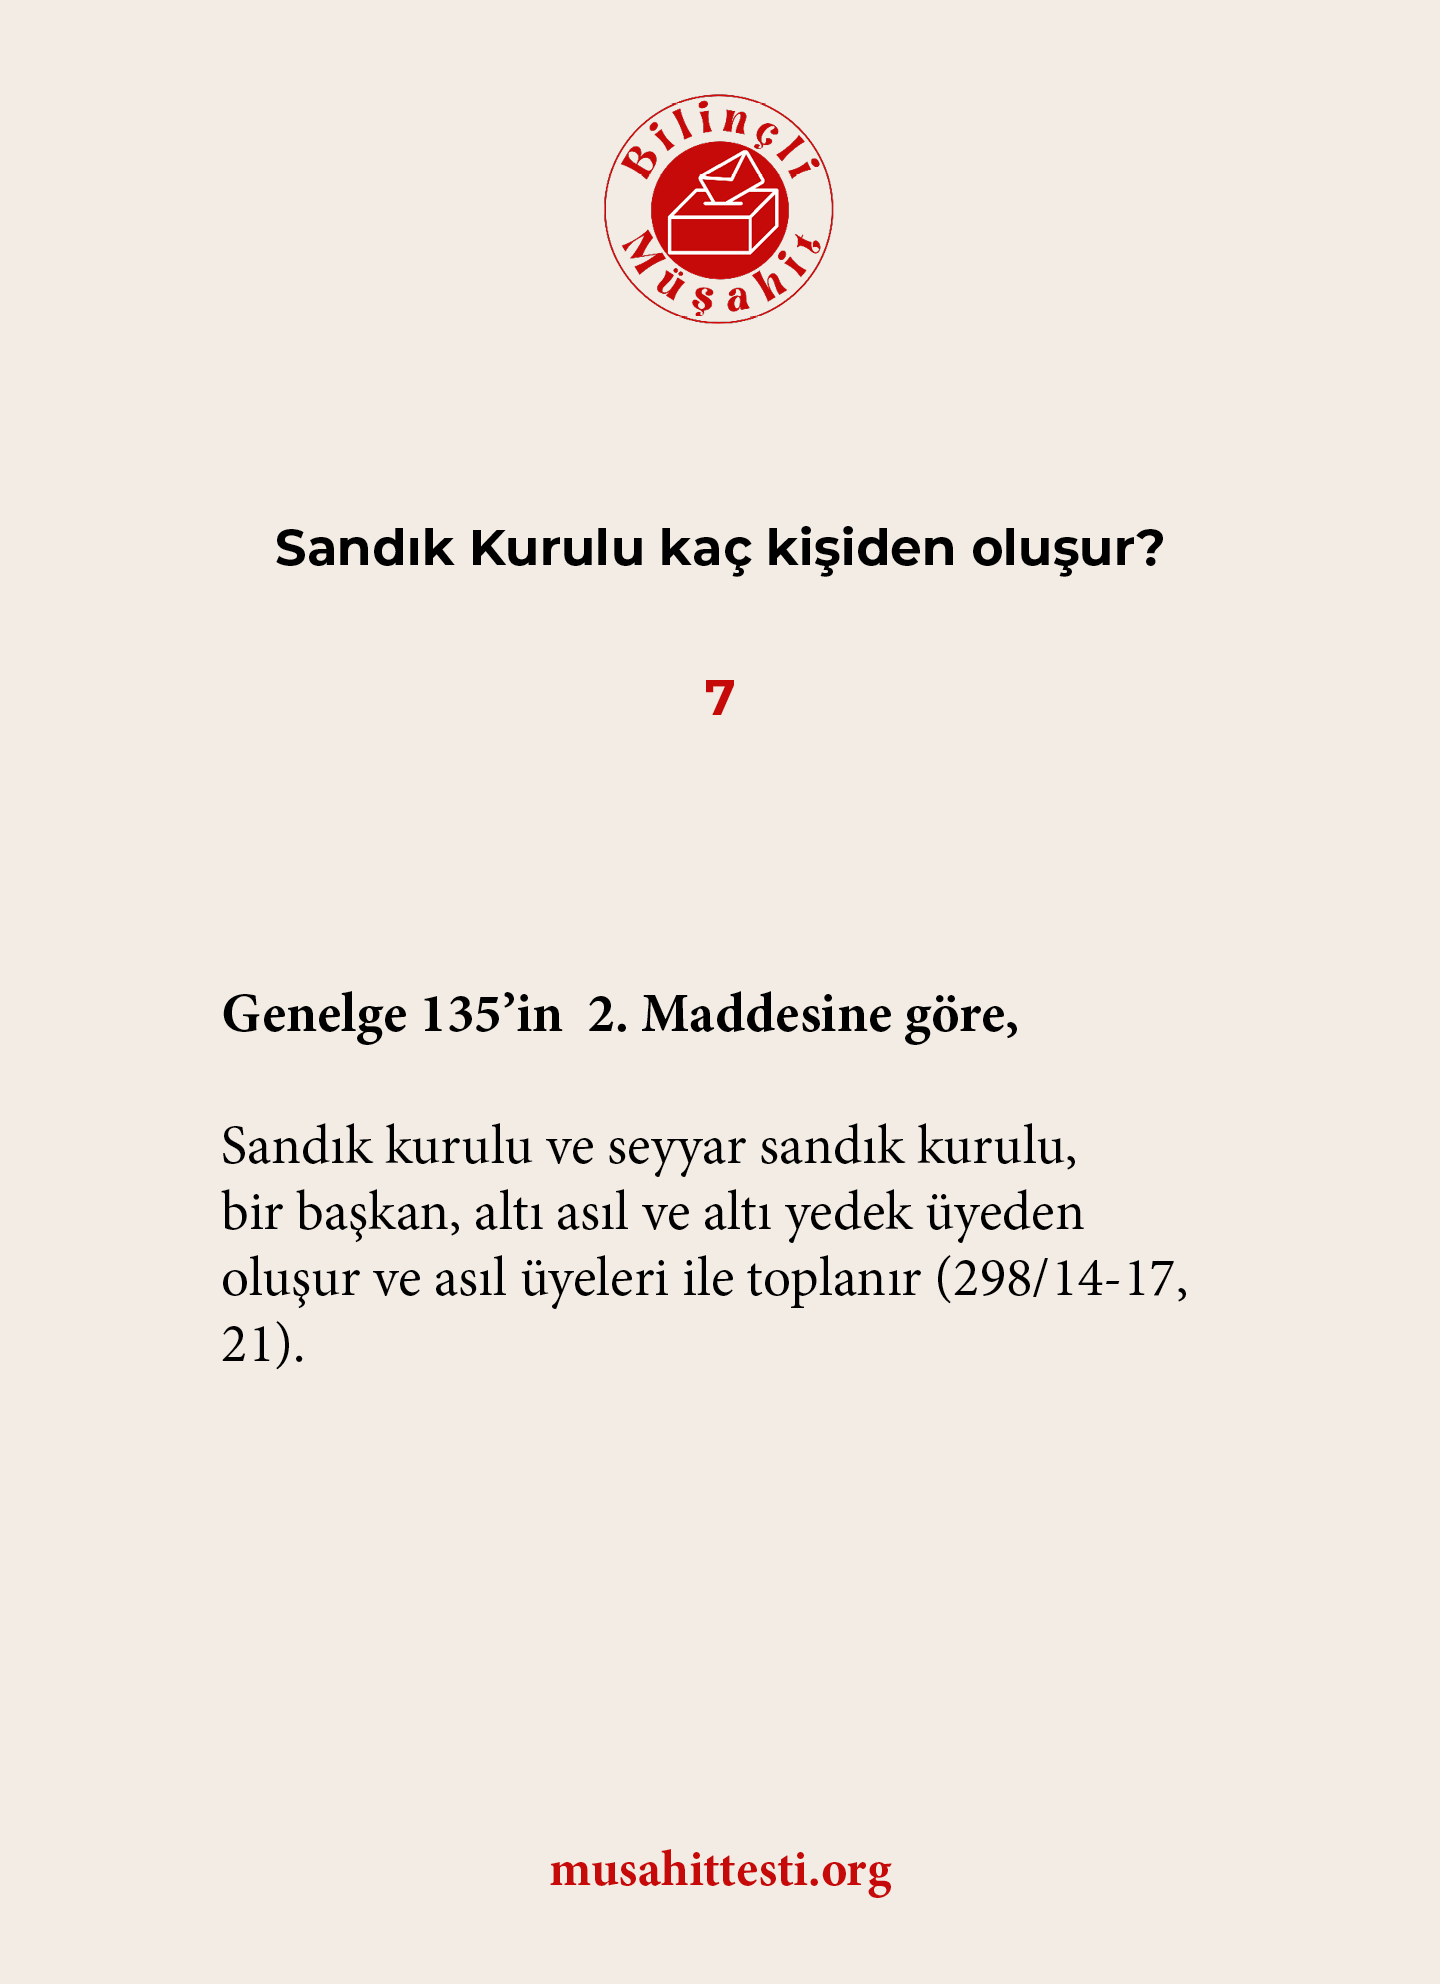 Bilinçli
Müşahit
Sandık Kurulu kaç kişiden oluşur?
7
Genelge 135’in  2. Maddesine göre,
Sandık kurulu ve seyyar sandık kurulu,
bir başkan, altı asıl ve altı yedek üyeden
oluşur ve asıl üyeleri ile toplanır (298/14-17,
21).
musahittesti.org